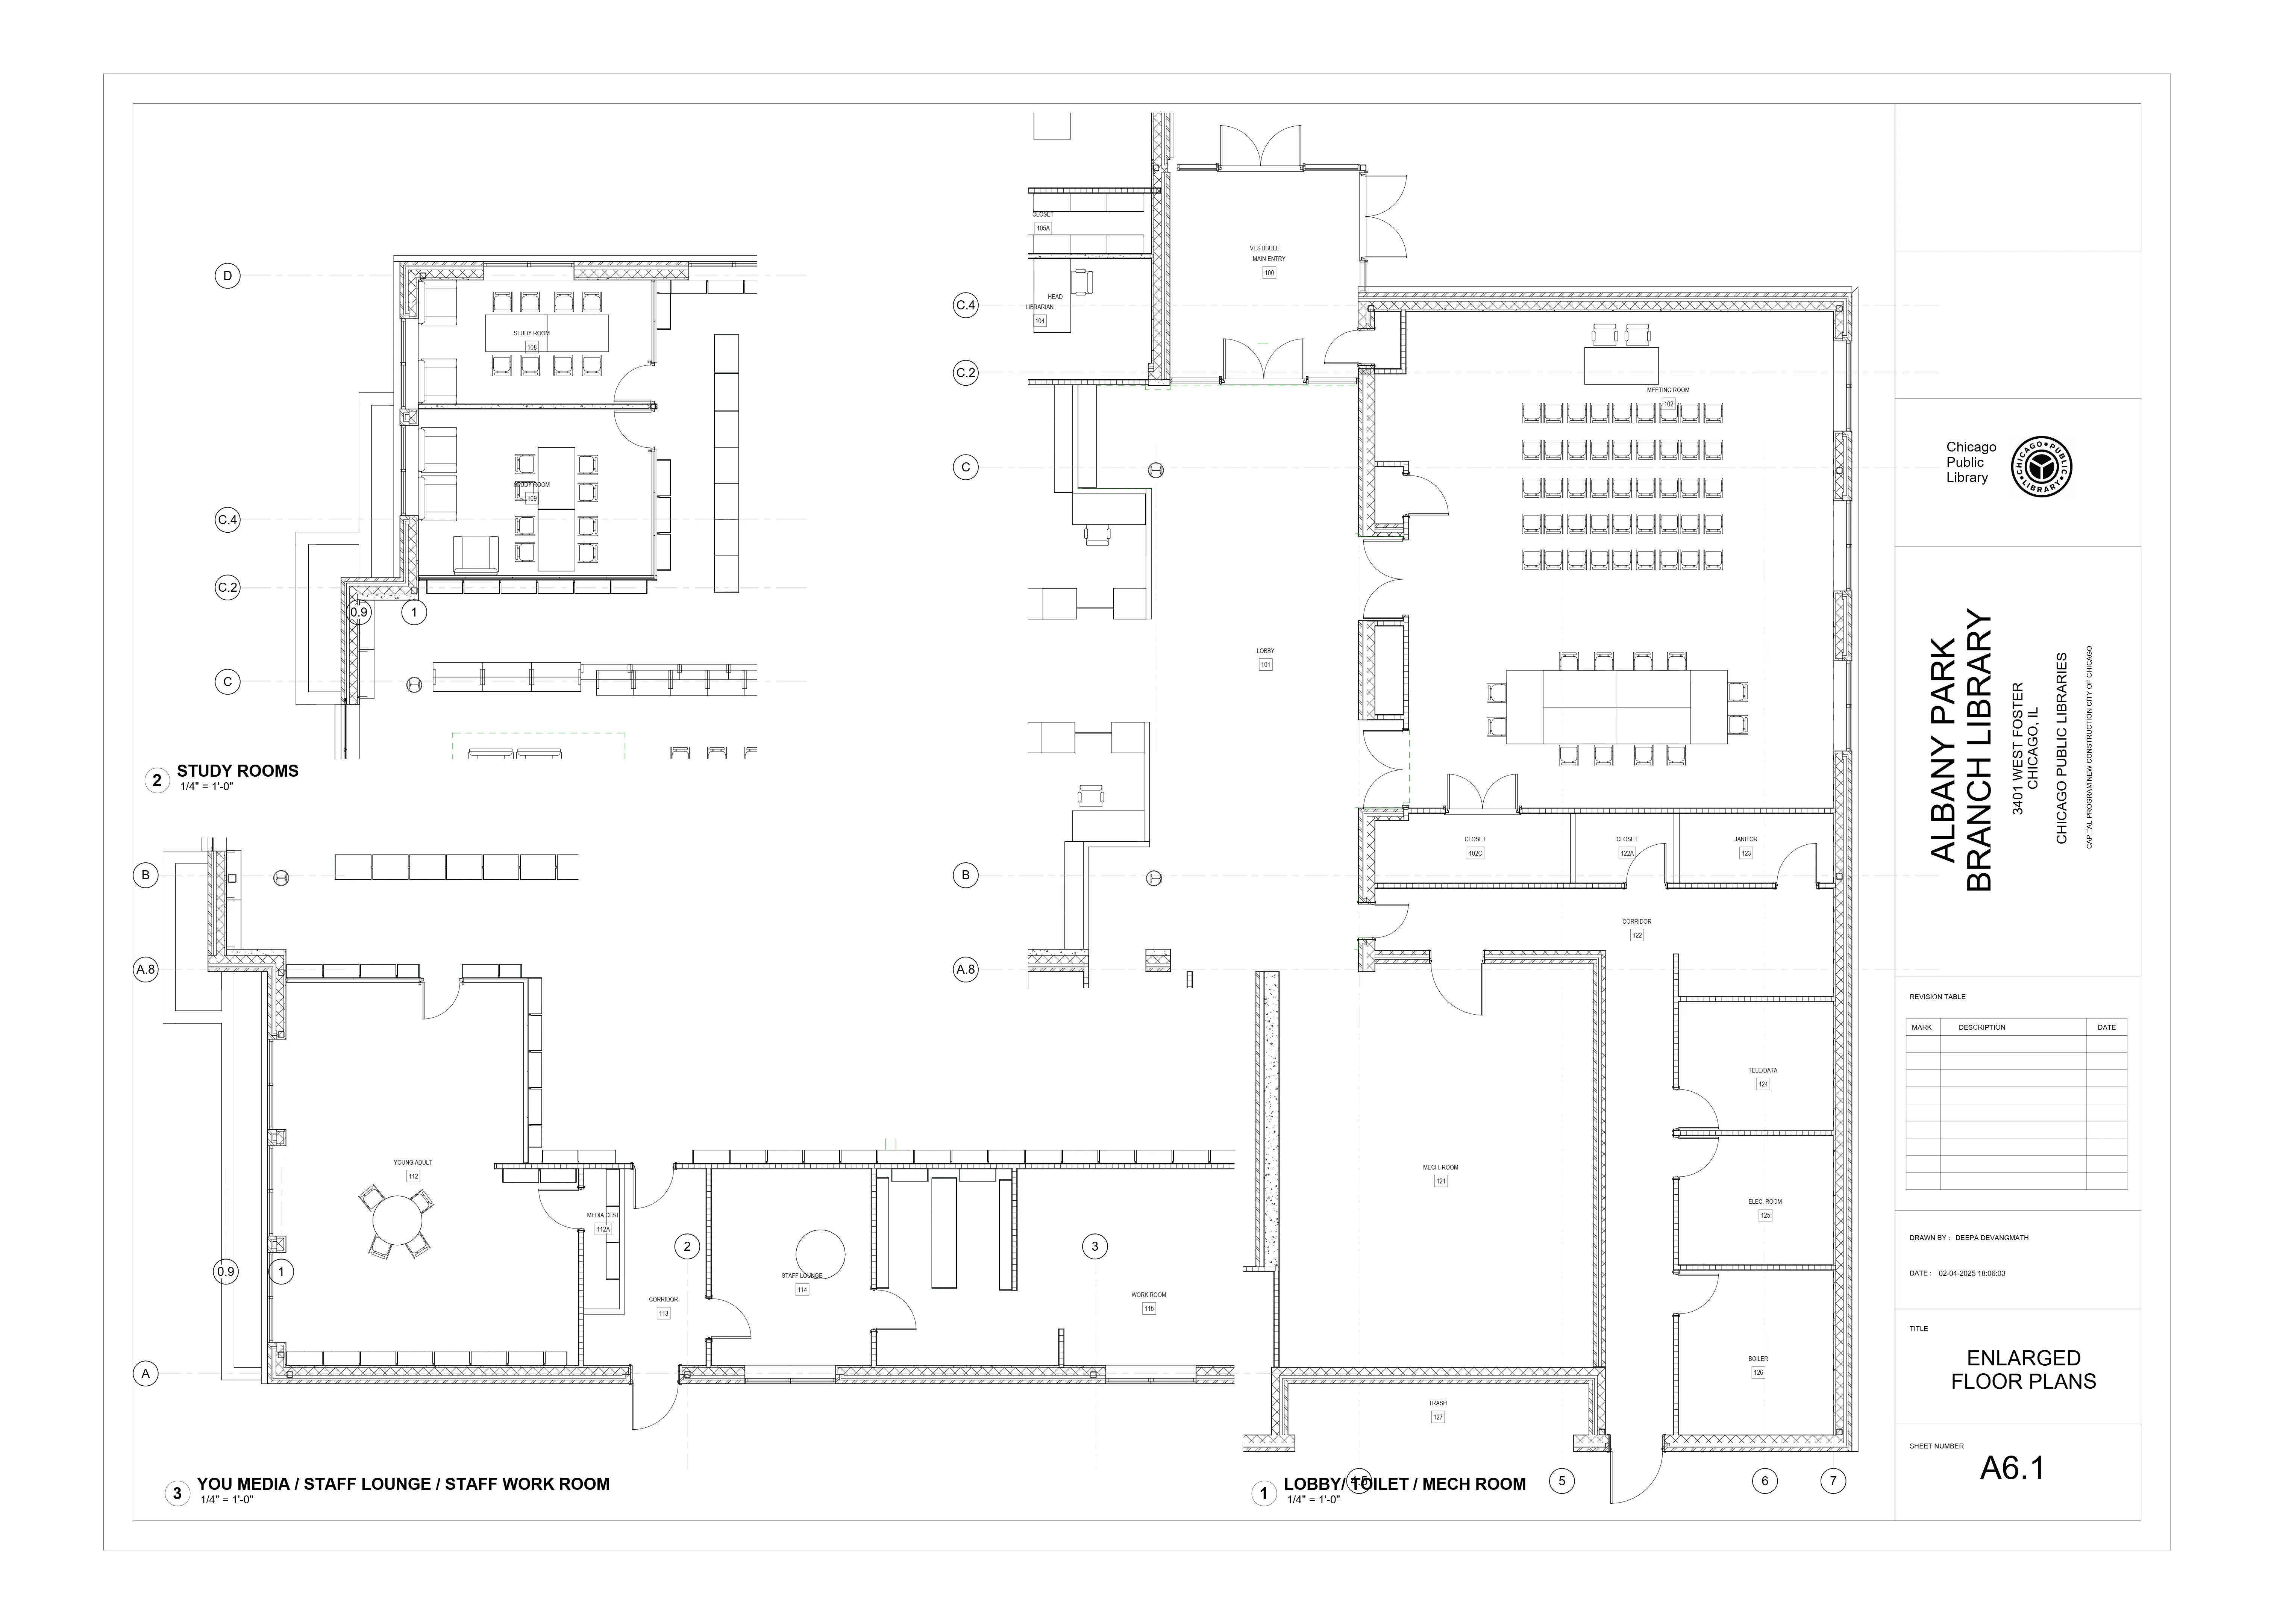 D
C.4
C.2
0.9
1
C
STUDY ROOM
108
STUDY ROOM
109
2
STUDY ROOMS
1/4" = 1'-0"
CLOSET
105A
HEAD
LIBRARIAN
104
VESTIBULE
MAIN ENTRY
100
C.4
C.2
C
B
A.8
MEETING ROOM
102
LOBBY
101
CLOSET
102C
CLOSET
122A
JANITOR
123
CORRIDOR
122
TELE/DATA
124
ELEC. ROOM
125
BOILER
126
MECH. ROOM
121
TRASH
127
5
6
7
1
LOBBY/ TOILET / MECH ROOM
1/4" = 1'-0"
B
A.8
A
0.9
1
2
3
YOUNG ADULT
112
MEDIA CLST
112A
CORRIDOR
113
STAFF LOUNGE
114
WORK ROOM
115
3
YOU MEDIA / STAFF LOUNGE / STAFF WORK ROOM
1/4" = 1'-0"
Chicago
Public
Library
CHICAGO • PUBLIC • LIBRARY •
ALBANY PARK
BRANCH LIBRARY
3401 WEST FOSTER
CHICAGO, IL
CHICAGO PUBLIC LIBRARIES
CAPITAL PROGRAM NEW CONSTRUCTION CITY OF CHICAGO.
REVISION TABLE
MARK DESCRIPTION DATE
DRAWN BY : DEEPA DEVANGMATH
DATE : 02-04-2025 18:06:03
TITLE
ENLARGED
FLOOR PLANS
SHEET NUMBER
A6.1